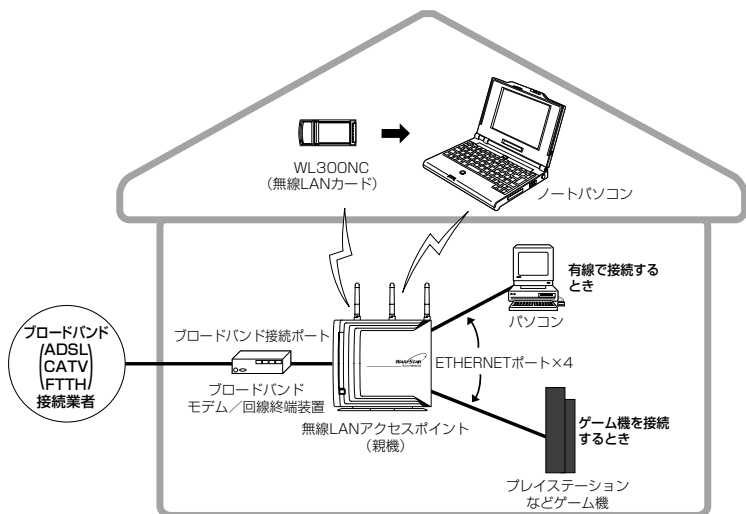 WL300NC
(無線LANカード)
ノートパソコン
有線で接続する
とき
パソコン
ブロードバンド
(ADSL
CATV
FTTH)
接続業者
ブロードバンド接続ポート
WARPSTAR
ETHERNETポート×4
ブロードバンド
モデム/回線終端装置
無線LANアクセスポイント
(親機)
ゲーム機を接続
するとき
プレイステーション
などゲーム機